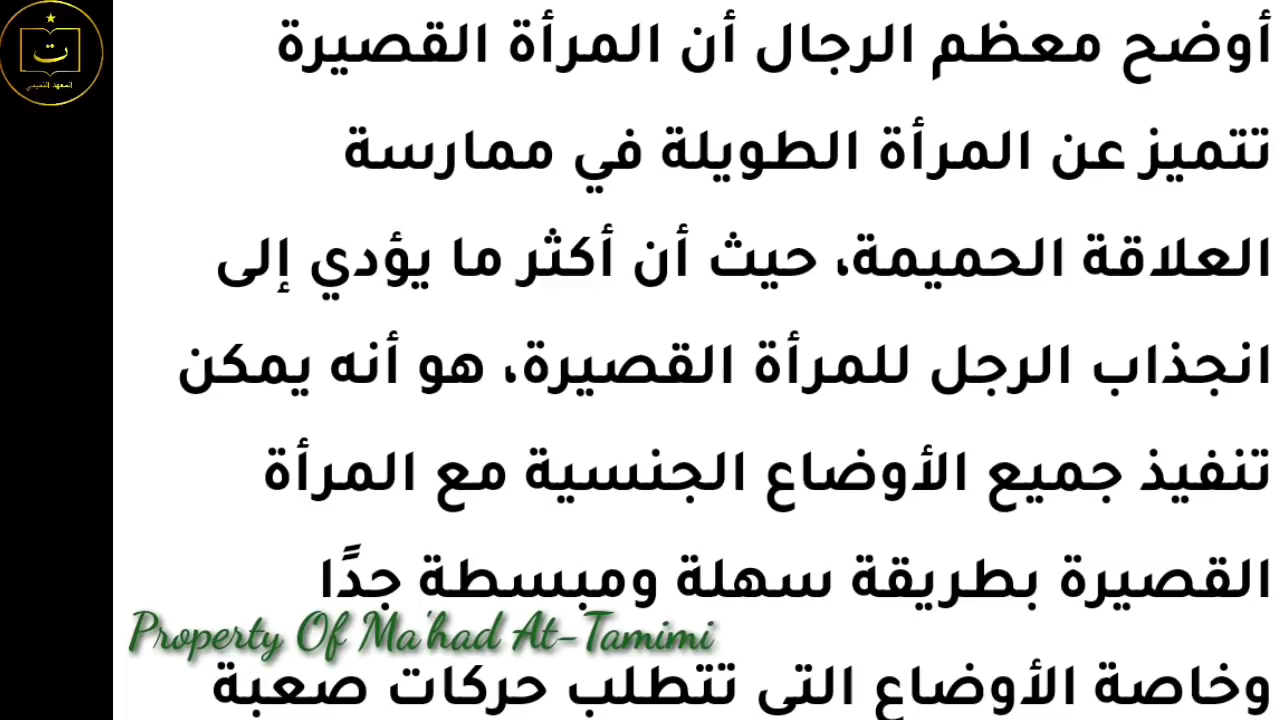 ت
المعهد التميمي
أوضح معظم الرجال أن المرأة القصيرة
تتميز عن المرأة الطويلة في ممارسة
العلاقة الحميمة، حيث أن أكثر ما يؤدي إلى
انجذاب الرجل للمرأة القصيرة، هو أنه يمكن
تنفيذ جميع الأوضاع الجنسية مع المرأة
القصيرة بطريقة سهلة ومبسطة جدًا
Property Of Ma'had At-Tamimi
وخاصة الأوضاع التى تتطلب حركات صعبة